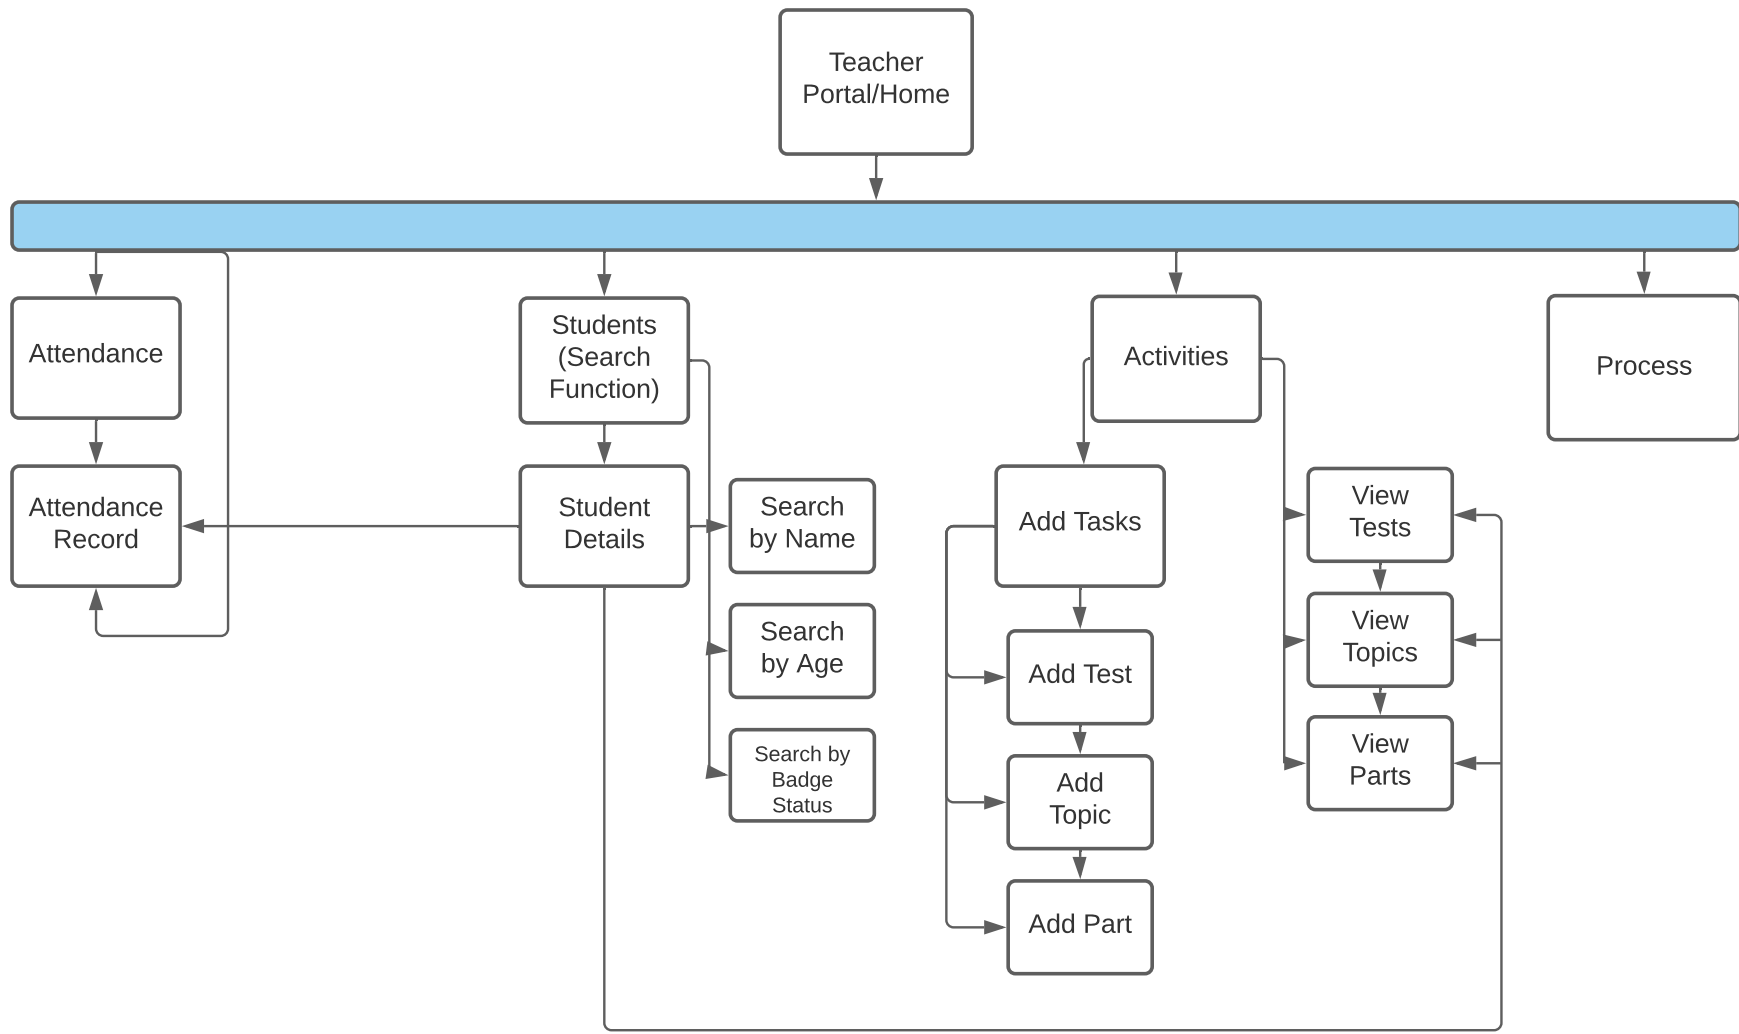 Teacher
Portal/Home
Attendance
Students
(Search
Function)
Activities
Process
Attendance
Record
Student
Details
Search
by Name
Search
by Age
Search by
Badge
Status
Add Tasks
Add Test
Add
Topic
Add Part
View
Tests
View
Topics
View
Parts